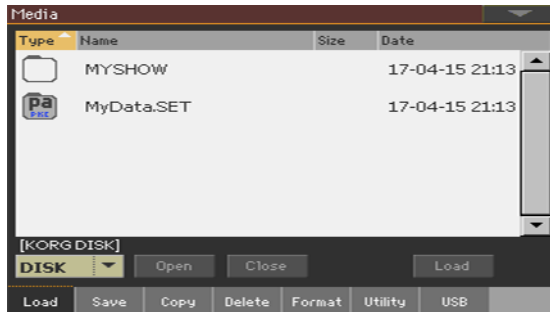 Media
Type Name Size Date
MYSHOW 17-04-15 21:13
pa PKG MyData.SET 17-04-15 21:13
[KORG DISK]
DISK Open Close Load
Load Save Copy Delete Format Utility USB